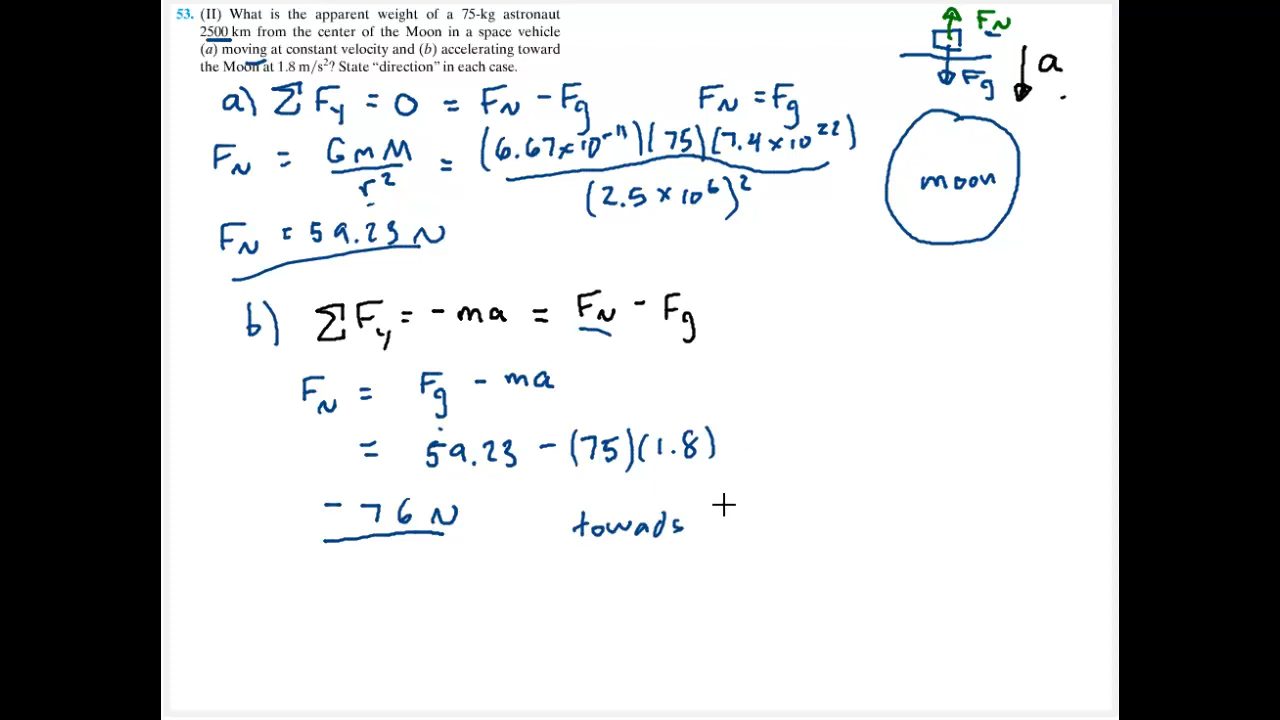 53. (II) What is the apparent weight of a 75-kg astronaut
2500 km from the center of the Moon in a space vehicle
(a) moving at constant velocity and (b) accelerating toward
the Moon at 1.8 m/s²? State “direction” in each case.
F_N
F_g
a
moon
a) ΣF_y = 0 = F_N - F_g   F_N = F_g
F_N = GmM/r² = (6.67×10⁻¹¹)(75)(7.4×10²²)/(2.5×10⁶)²
F_N = 59.23 N
b) ΣF_y = -ma = F_N - F_g
F_N = F_g - ma
= 59.23 - (75)(1.8)
-76 N   towads